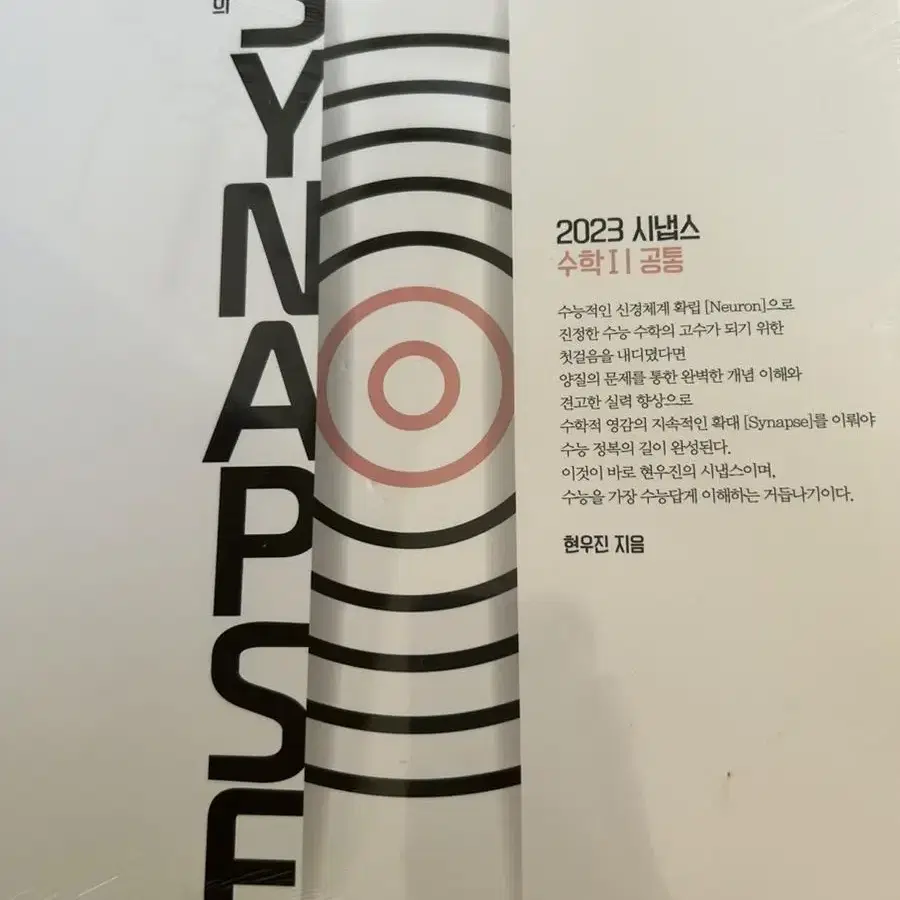 의
SYNAPSE
2023 시냅스
수학II 공통
수능적인 신경체계 확립 [Neuron]으로
진정한 수능 수학의 고수가 되기 위한
첫걸음을 내디뎠다면
양질의 문제를 통한 완벽한 개념 이해와
견고한 실력 향상으로
수학적 영감의 지속적인 확대 [Synapse]를 이뤄야
수능 정복의 길이 완성된다.
이것이 바로 현우진의 시냅스이며,
수능을 가장 수능답게 이해하는 거듭나기이다.
현우진 지음